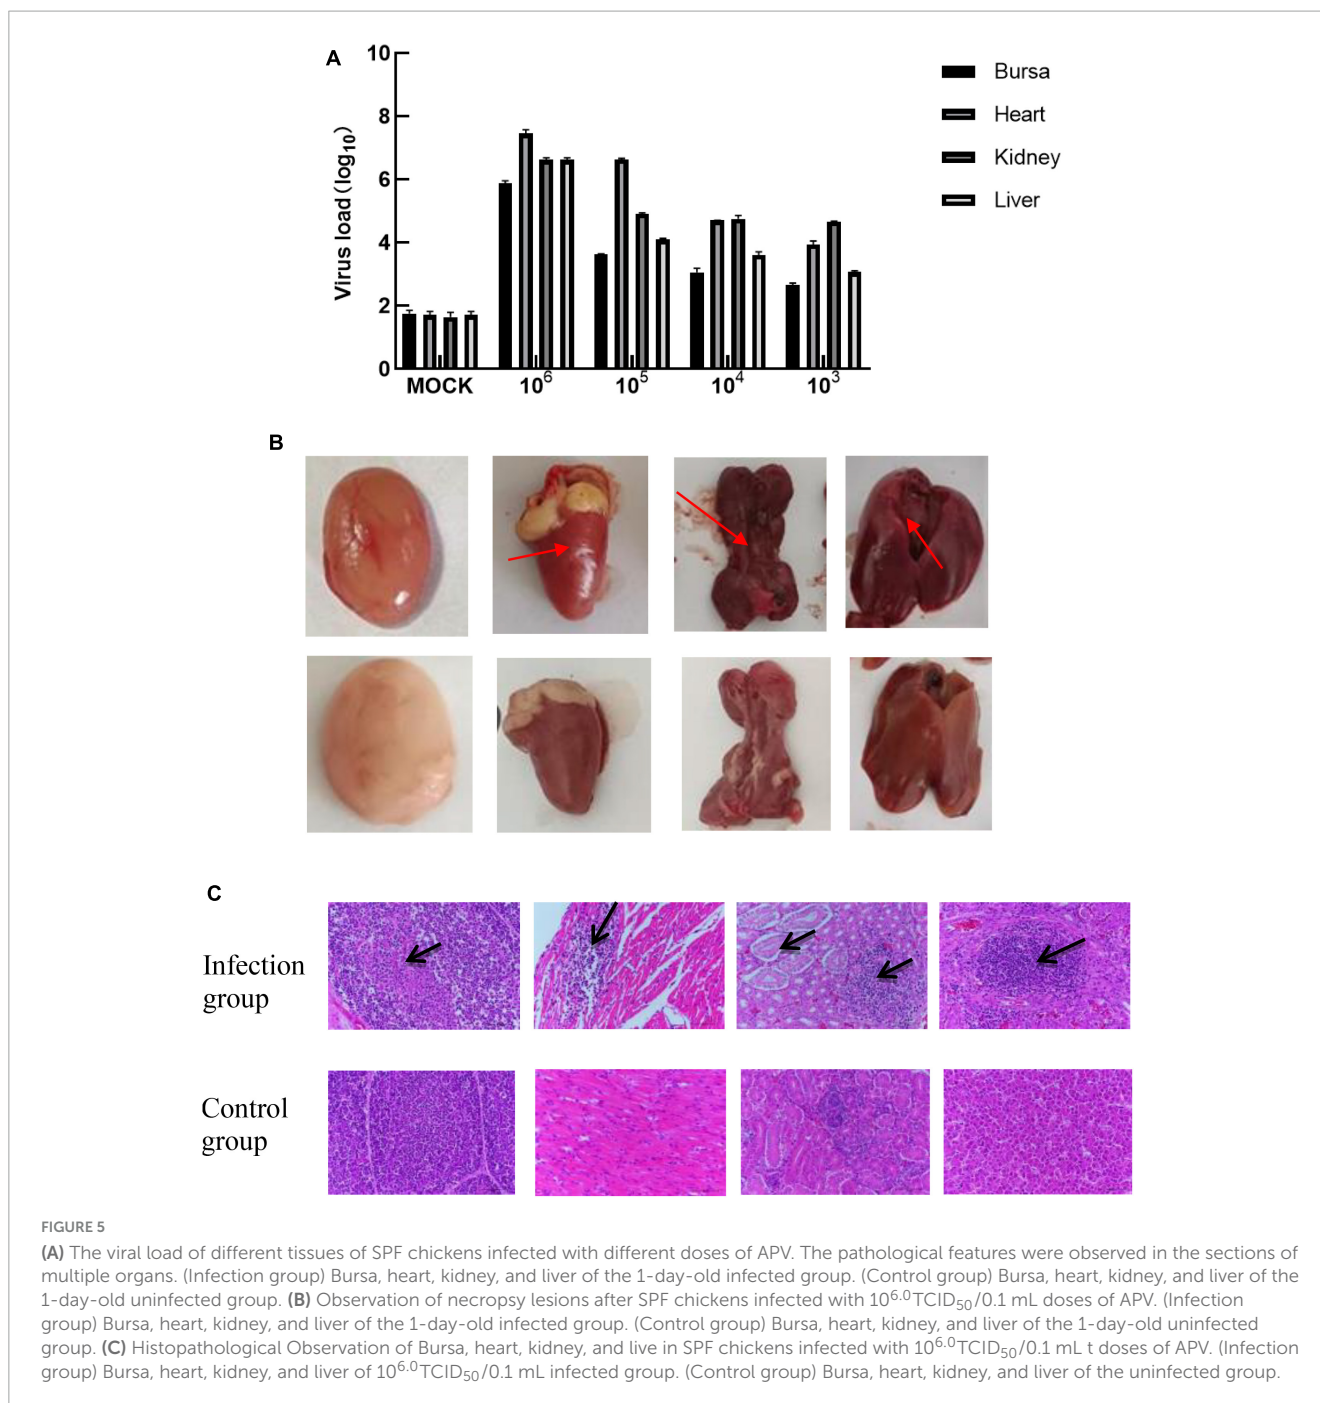 A
10
8
6
4
2
0
Virus load (log10)
MOCK 10^6 10^5 10^4 10^3
Bursa
Heart
Kidney
Liver
B
C
Infection
group
Control
group
FIGURE 5
(A) The viral load of different tissues of SPF chickens infected with different doses of APV. The pathological features were observed in the sections of
multiple organs. (Infection group) Bursa, heart, kidney, and liver of the 1-day-old infected group. (Control group) Bursa, heart, kidney, and liver of the
1-day-old uninfected group. (B) Observation of necropsy lesions after SPF chickens infected with 10^6.0TCID50/0.1 mL doses of APV. (Infection
group) Bursa, heart, kidney, and liver of the 1-day-old infected group. (Control group) Bursa, heart, kidney, and liver of the 1-day-old uninfected
group. (C) Histopathological Observation of Bursa, heart, kidney, and live in SPF chickens infected with 10^6.0TCID50/0.1 mL t doses of APV. (Infection
group) Bursa, heart, kidney, and liver of 10^6.0TCID50/0.1 mL infected group. (Control group) Bursa, heart, kidney, and liver of the uninfected group.